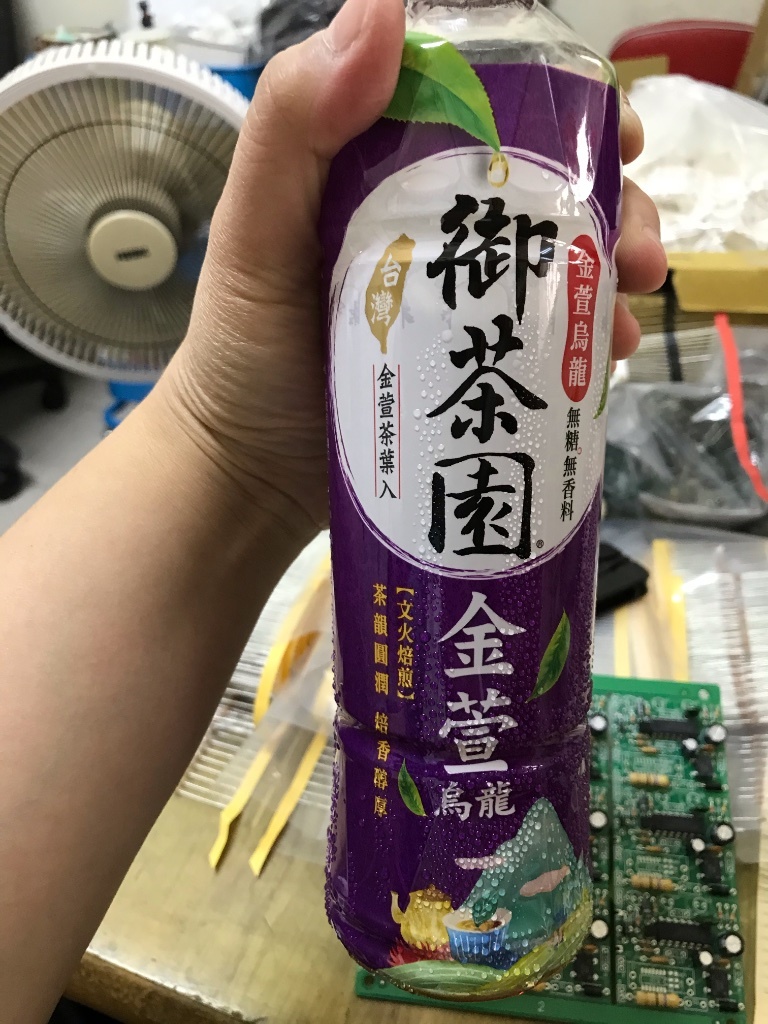 御茶園®
台灣
金萱茶葉入
金萱烏龍
無糖。無香料
金萱
烏龍
【文火焙煎】
茶韻圓潤 焙香醇厚
2